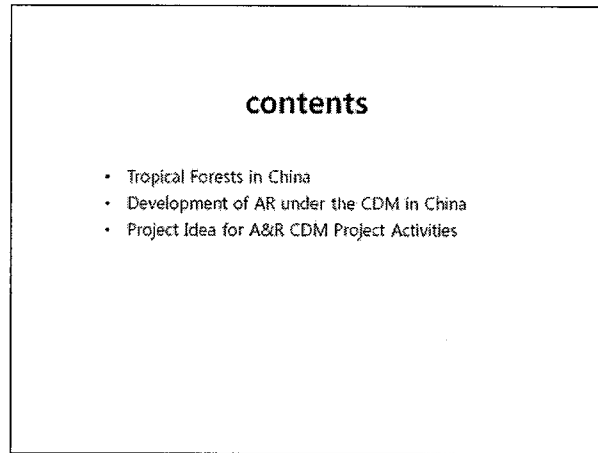 contents
• Tropical Forests in China
• Development of AR under the CDM in China
• Project Idea for A&R CDM Project Activities